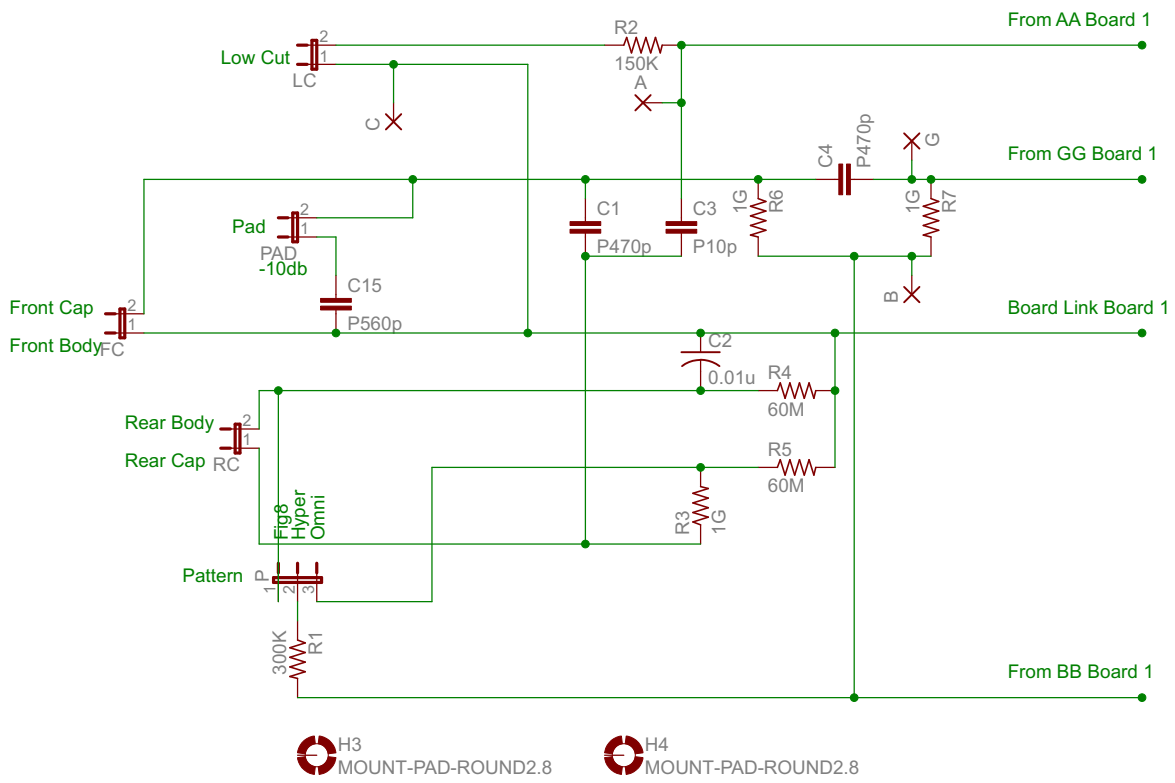 From AA Board 1
R2
150K
2
1
Low Cut
LC
A
C
C4
P470p
G
From GG Board 1
Pad
2
1
PAD
-10db
C1
P470p
C3
P10p
1G
R6
1G
R7
C15
P560p
B
Front Cap
2
1
Front Body
FC
Board Link Board 1
C2
0.01u
R4
60M
Rear Body
2
1
Rear Cap
RC
R5
60M
R3
1G
Fig8
Hyper
Omni
Pattern
P
1
2
3
300K
R1
From BB Board 1
H3
MOUNT-PAD-ROUND2.8
H4
MOUNT-PAD-ROUND2.8